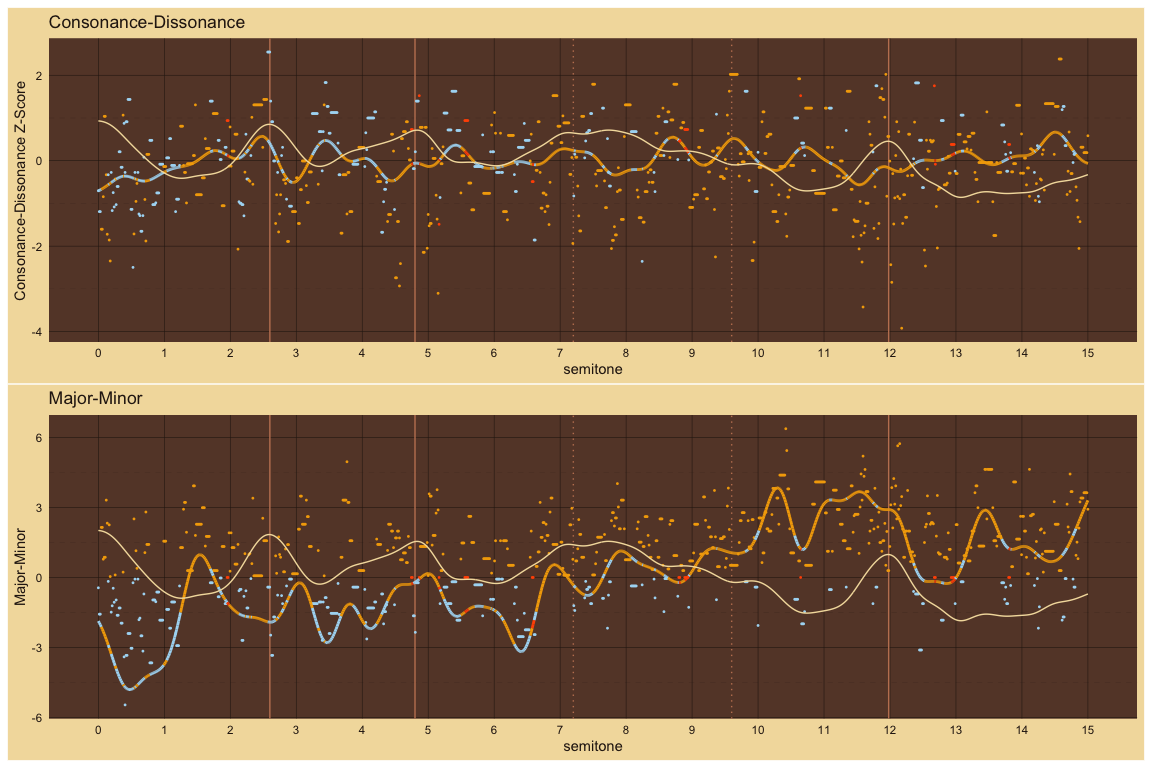 Consonance-Dissonance
Consonance-Dissonance Z-Score
2
0
-2
-4
0 1 2 3 4 5 6 7 8 9 10 11 12 13 14 15
semitone
Major-Minor
Major-Minor
6
3
0
-3
-6
0 1 2 3 4 5 6 7 8 9 10 11 12 13 14 15
semitone